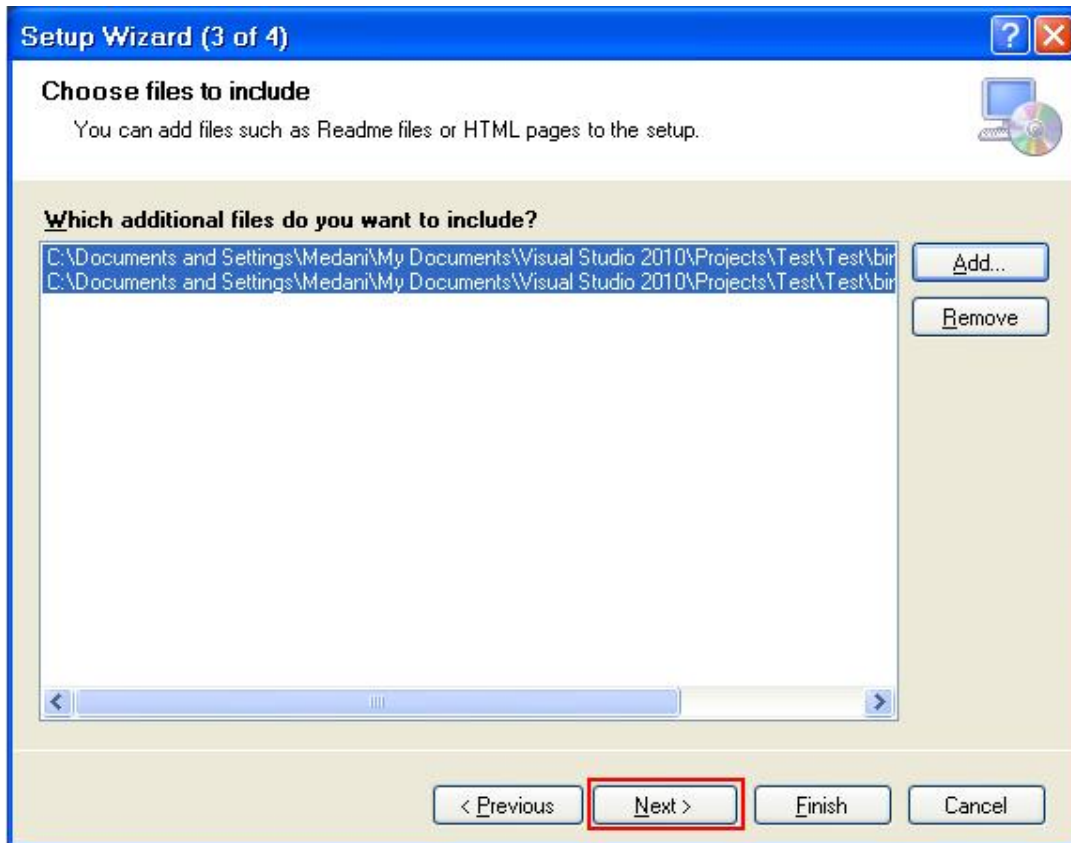 Setup Wizard (3 of 4)
Choose files to include
You can add files such as Readme files or HTML pages to the setup.
Which additional files do you want to include?
C:\Documents and Settings\Medani\My Documents\Visual Studio 2010\Projects\Test\Test\bin
C:\Documents and Settings\Medani\My Documents\Visual Studio 2010\Projects\Test\Test\bin
Add...
Remove
< Previous
Next >
Finish
Cancel